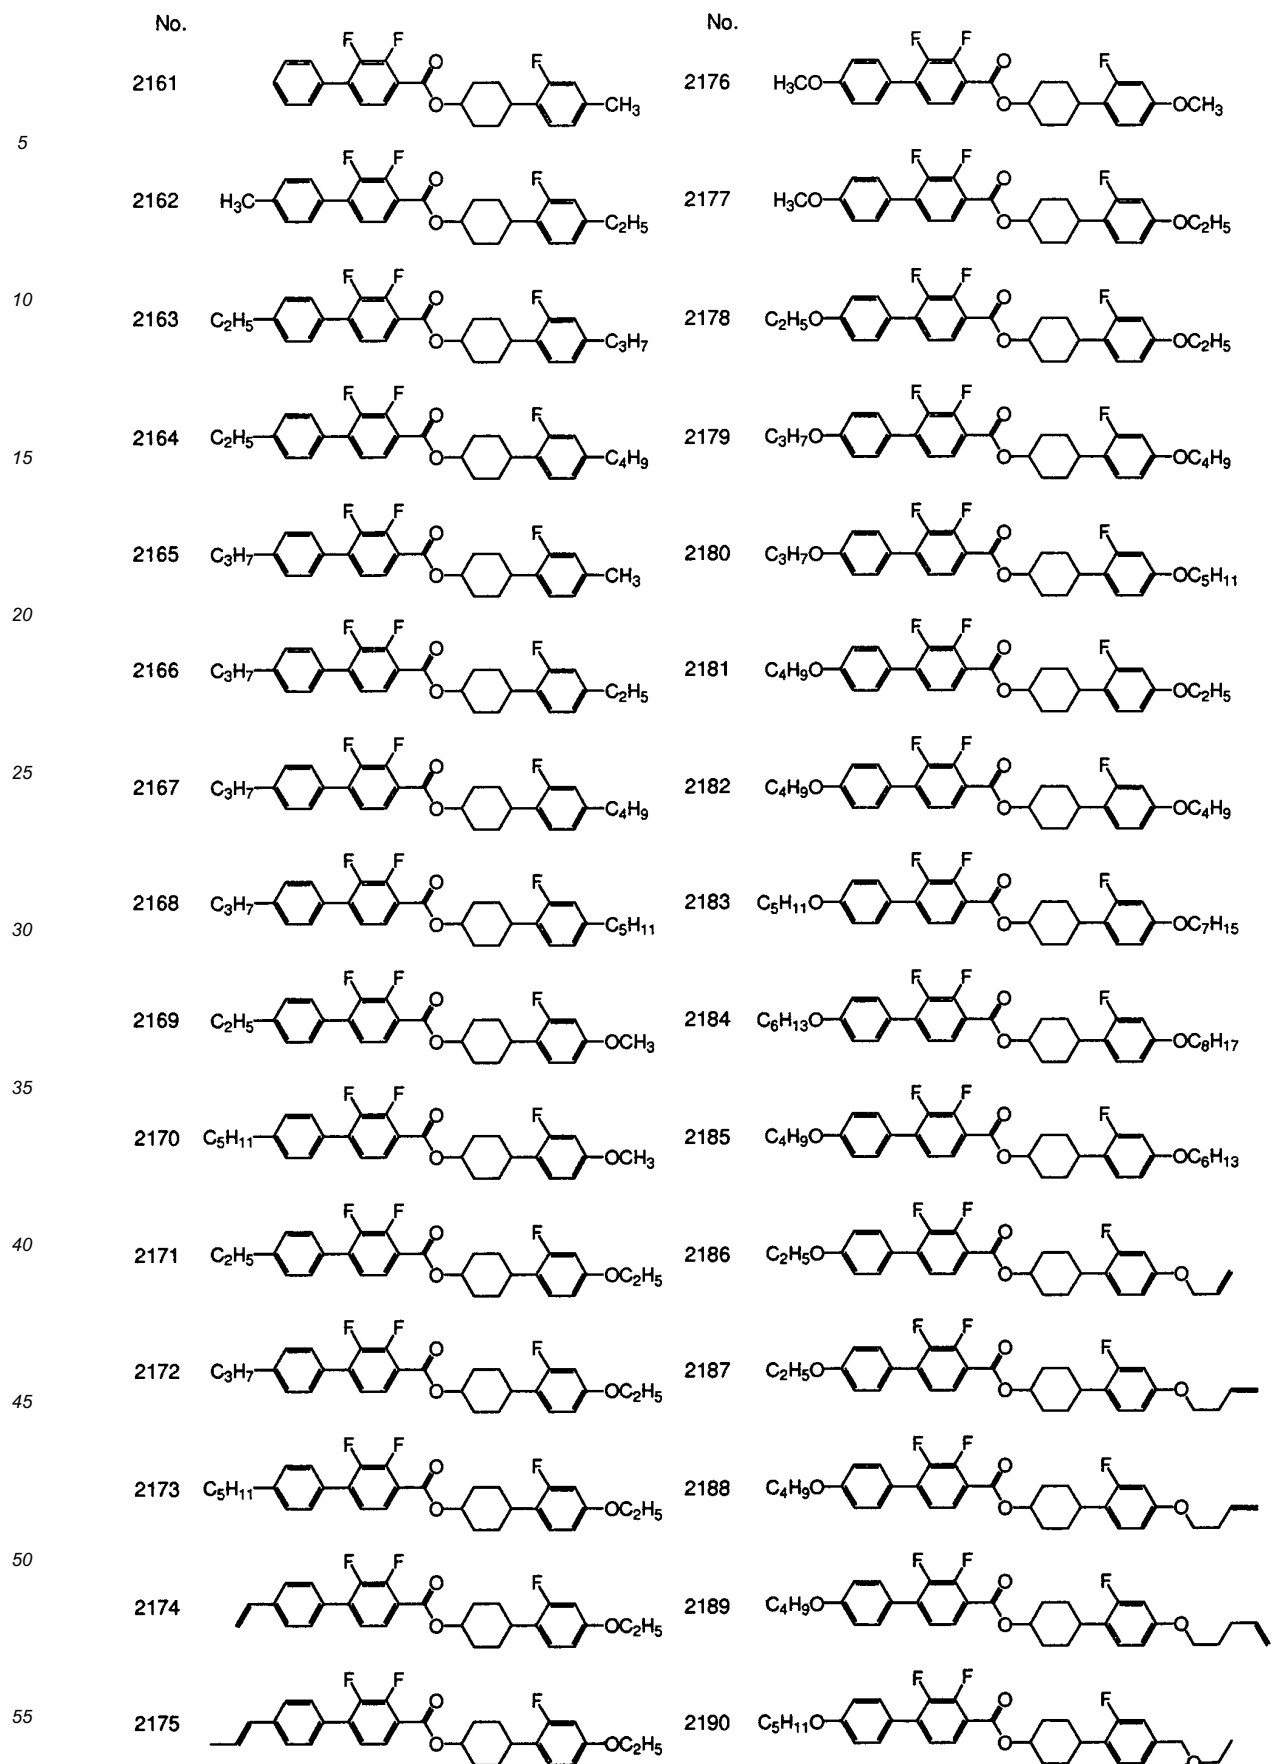 No.
2161 F F O O F CH3
5
2162 H3C F F O O F C2H5
10
2163 C2H5 F F O O F C3H7
2164 C2H5 F F O O F C4H9
15
2165 C3H7 F F O O F CH3
20
2166 C3H7 F F O O F C2H5
25
2167 C3H7 F F O O F C4H9
2168 C3H7 F F O O F C5H11
30
2169 C2H5 F F O O F OCH3
35
2170 C5H11 F F O O F OCH3
40
2171 C2H5 F F O O F OC2H5
2172 C3H7 F F O O F OC2H5
45
2173 C5H11 F F O O F OC2H5
50
2174 F F O O F OC2H5
55
2175 F F O O F OC2H5
No.
2176 H3CO F F O O F OCH3
2177 H3CO F F O O F OC2H5
2178 C2H5O F F O O F OC2H5
2179 C3H7O F F O O F OC4H9
2180 C3H7O F F O O F OC5H11
2181 C4H9O F F O O F OC2H5
2182 C4H9O F F O O F OC4H9
2183 C5H11O F F O O F OC7H15
2184 C6H13O F F O O F OC8H17
2185 C4H9O F F O O F OC6H13
2186 C2H5O F F O O F O
2187 C2H5O F F O O F O
2188 C4H9O F F O O F O
2189 C4H9O F F O O F O
2190 C5H11O F F O O F O